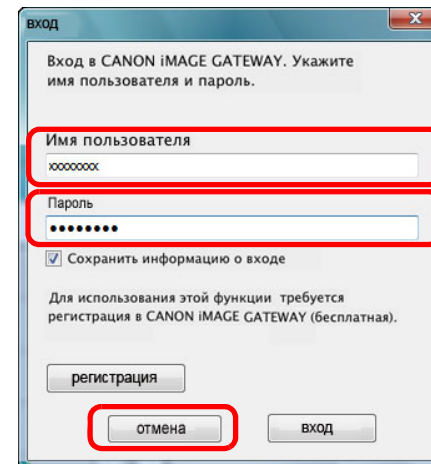 вход
Вход в CANON iMAGE GATEWAY. Укажите
имя пользователя и пароль.
Имя пользователя
xxxxxxxx
Пароль
••••••••
Сохранить информацию о входе
Для использования этой функции требуется
регистрация в CANON iMAGE GATEWAY (бесплатная).
регистрация
отмена вход